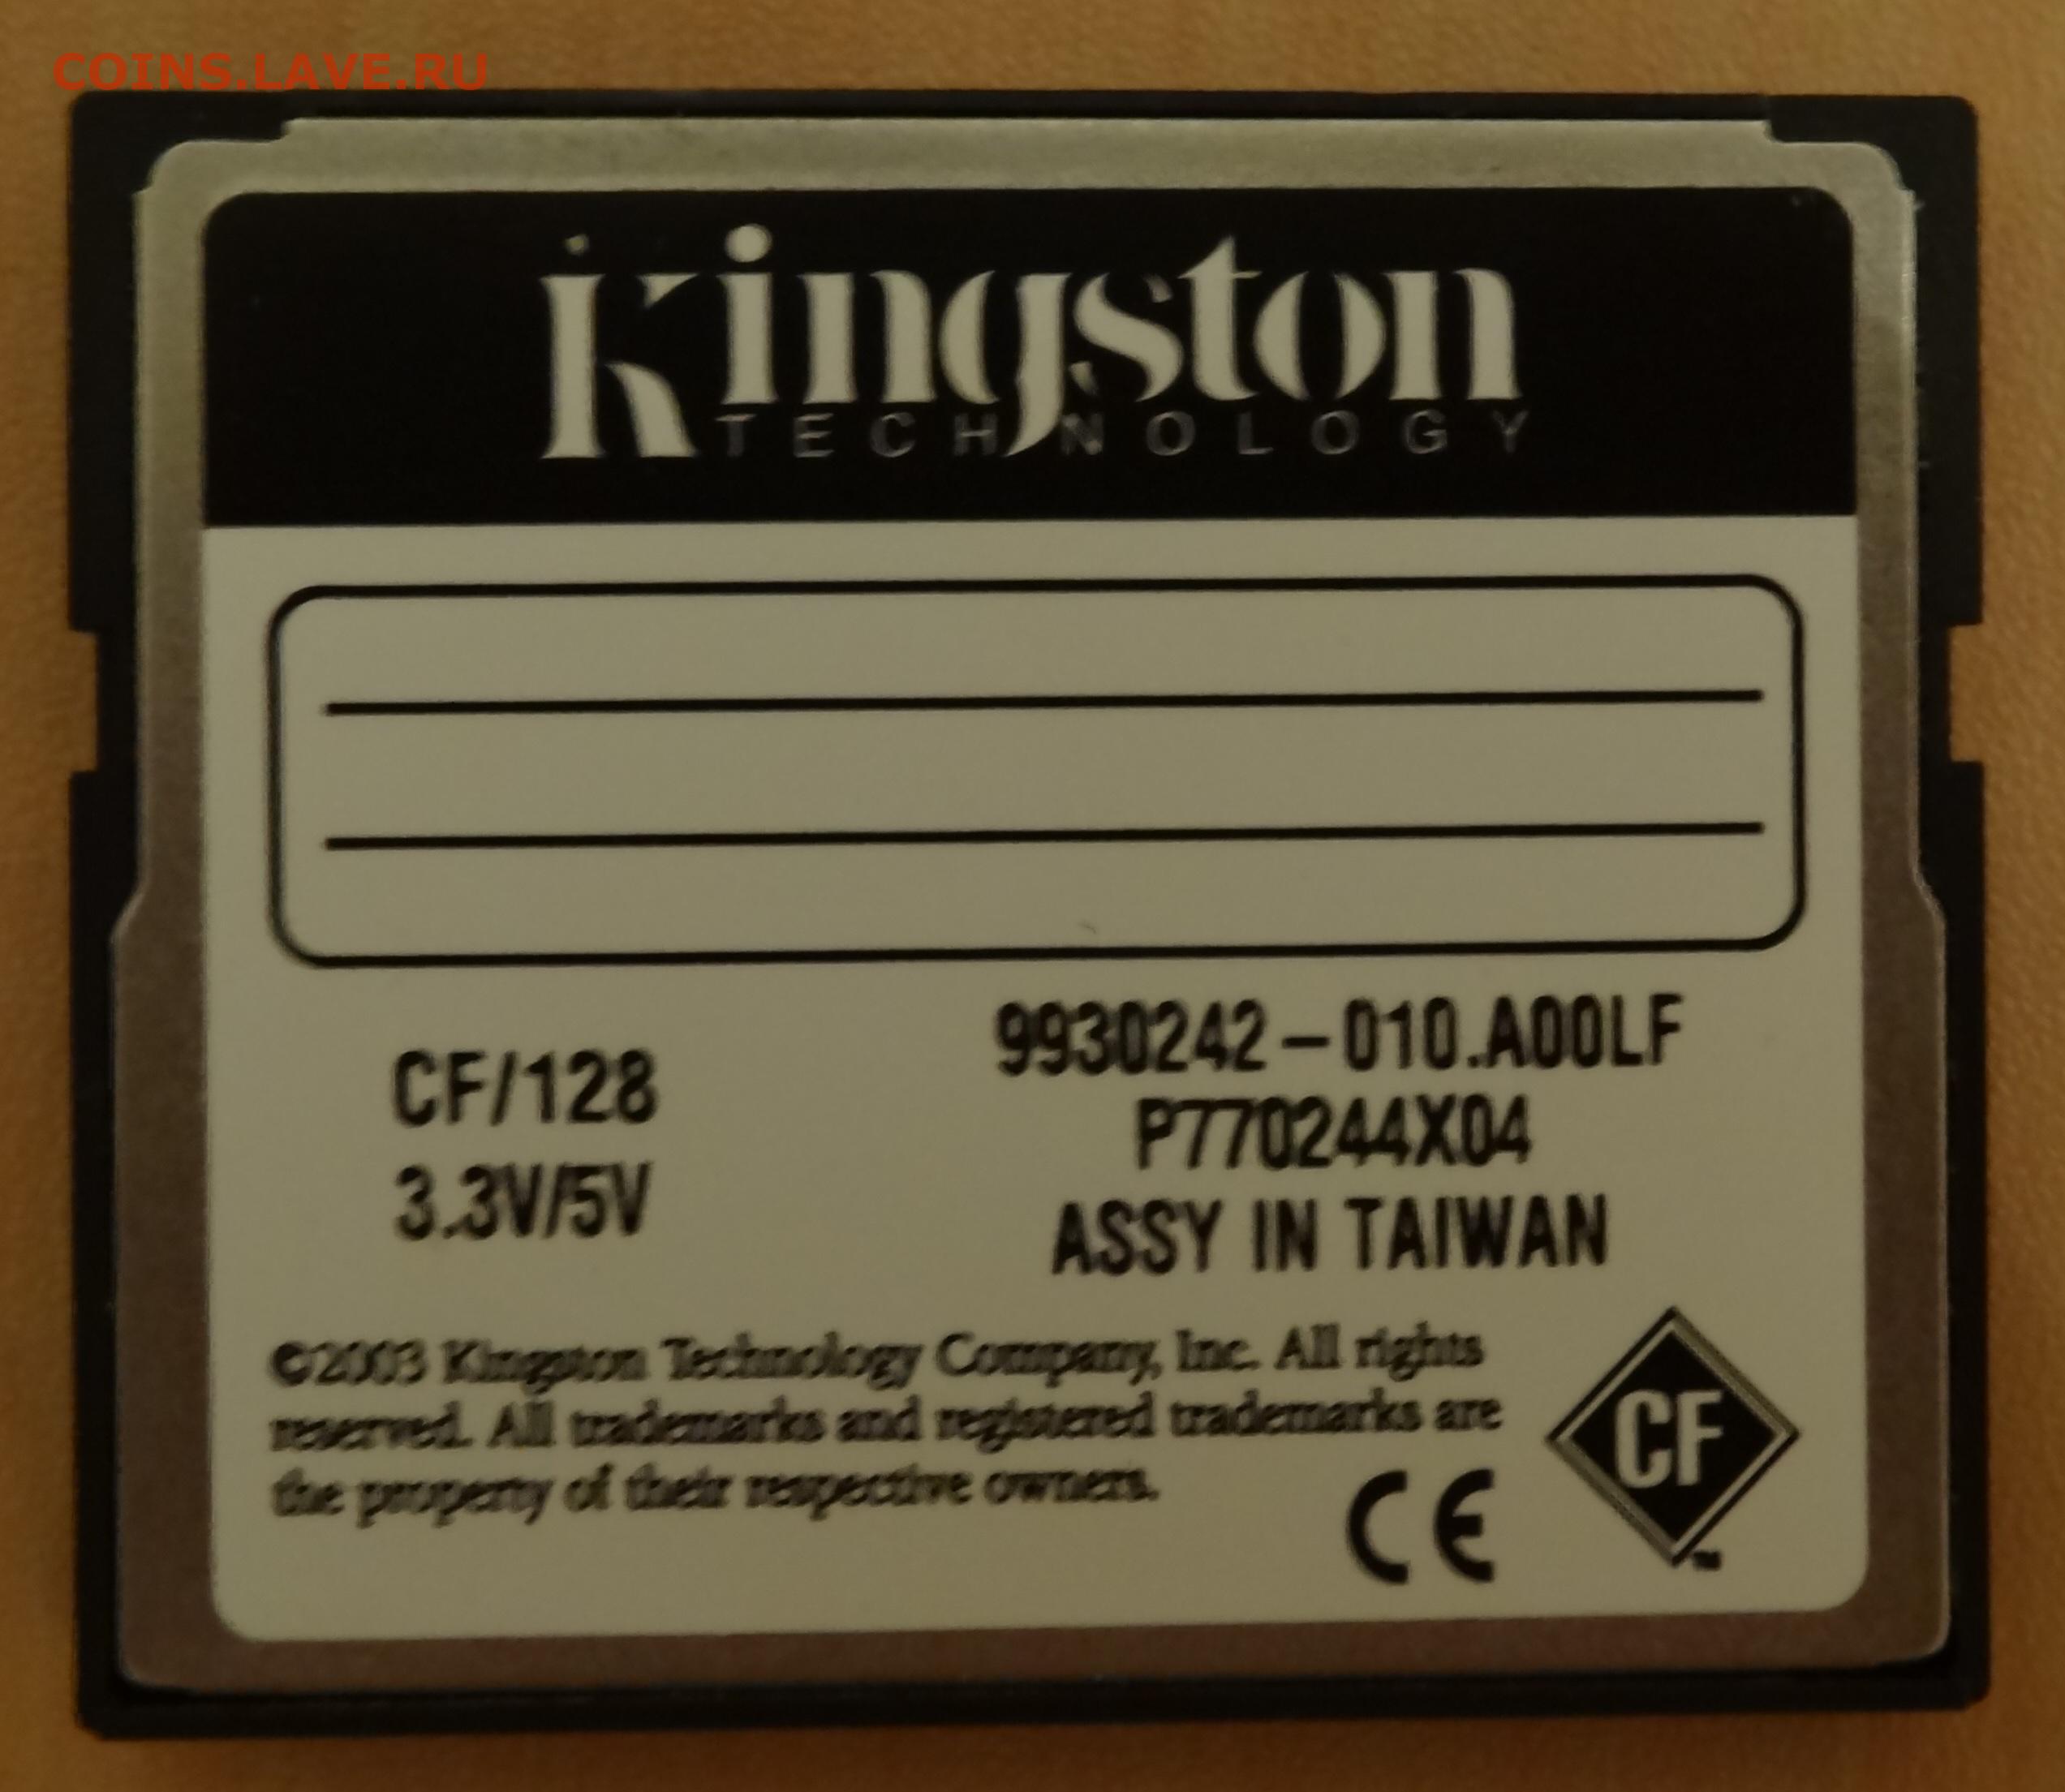 COINS.LAVE.RU
Kingston
TECHNOLOGY
CF/128
3.3V/5V
9930242-010.A00LF
P770244X04
ASSY IN TAIWAN
©2003 Kingston Technology Company, Inc. All rights
reserved. All trademarks and registered trademarks are
the property of their respective owners.
CE
CF
™